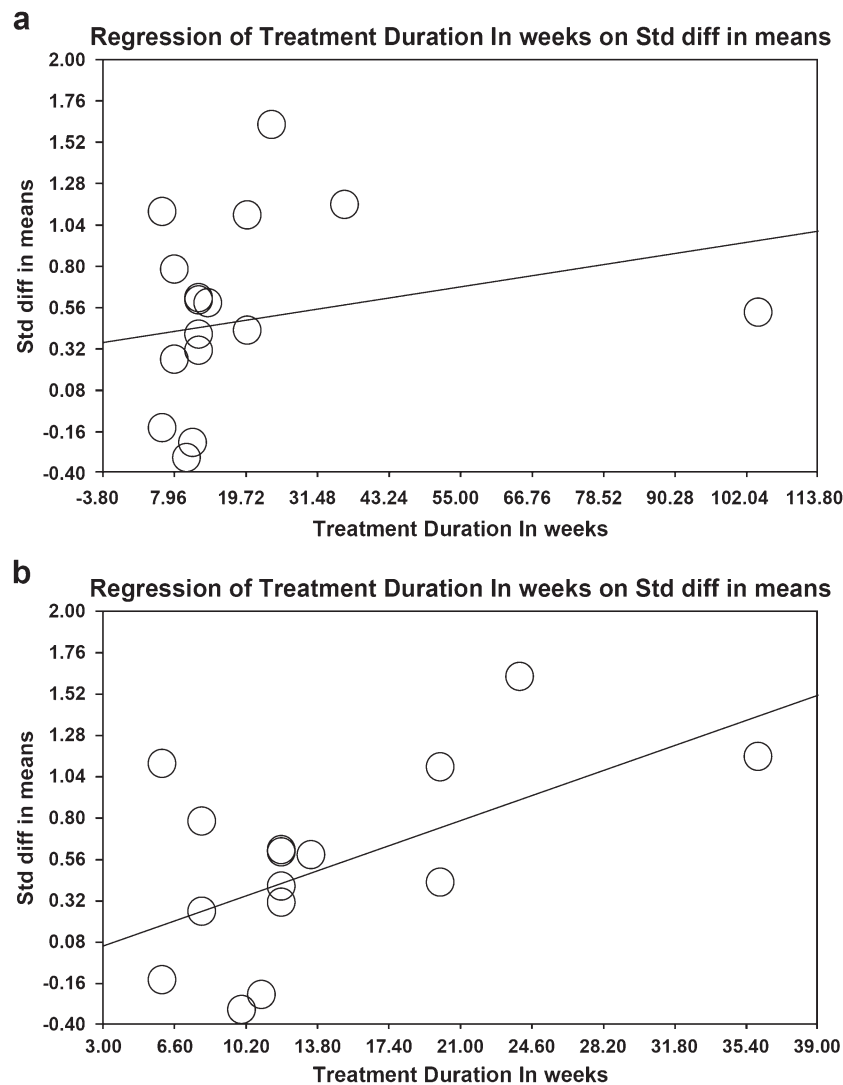 a
Regression of Treatment Duration In weeks on Std diff in means
2.00
1.76
1.52
1.28
1.04
0.80
0.56
0.32
0.08
-0.16
-0.40
Std diff in means
-3.80 7.96 19.72 31.48 43.24 55.00 66.76 78.52 90.28 102.04 113.80
Treatment Duration In weeks
b
Regression of Treatment Duration In weeks on Std diff in means
2.00
1.76
1.52
1.28
1.04
0.80
0.56
0.32
0.08
-0.16
-0.40
Std diff in means
3.00 6.60 10.20 13.80 17.40 21.00 24.60 28.20 31.80 35.40 39.00
Treatment Duration In weeks